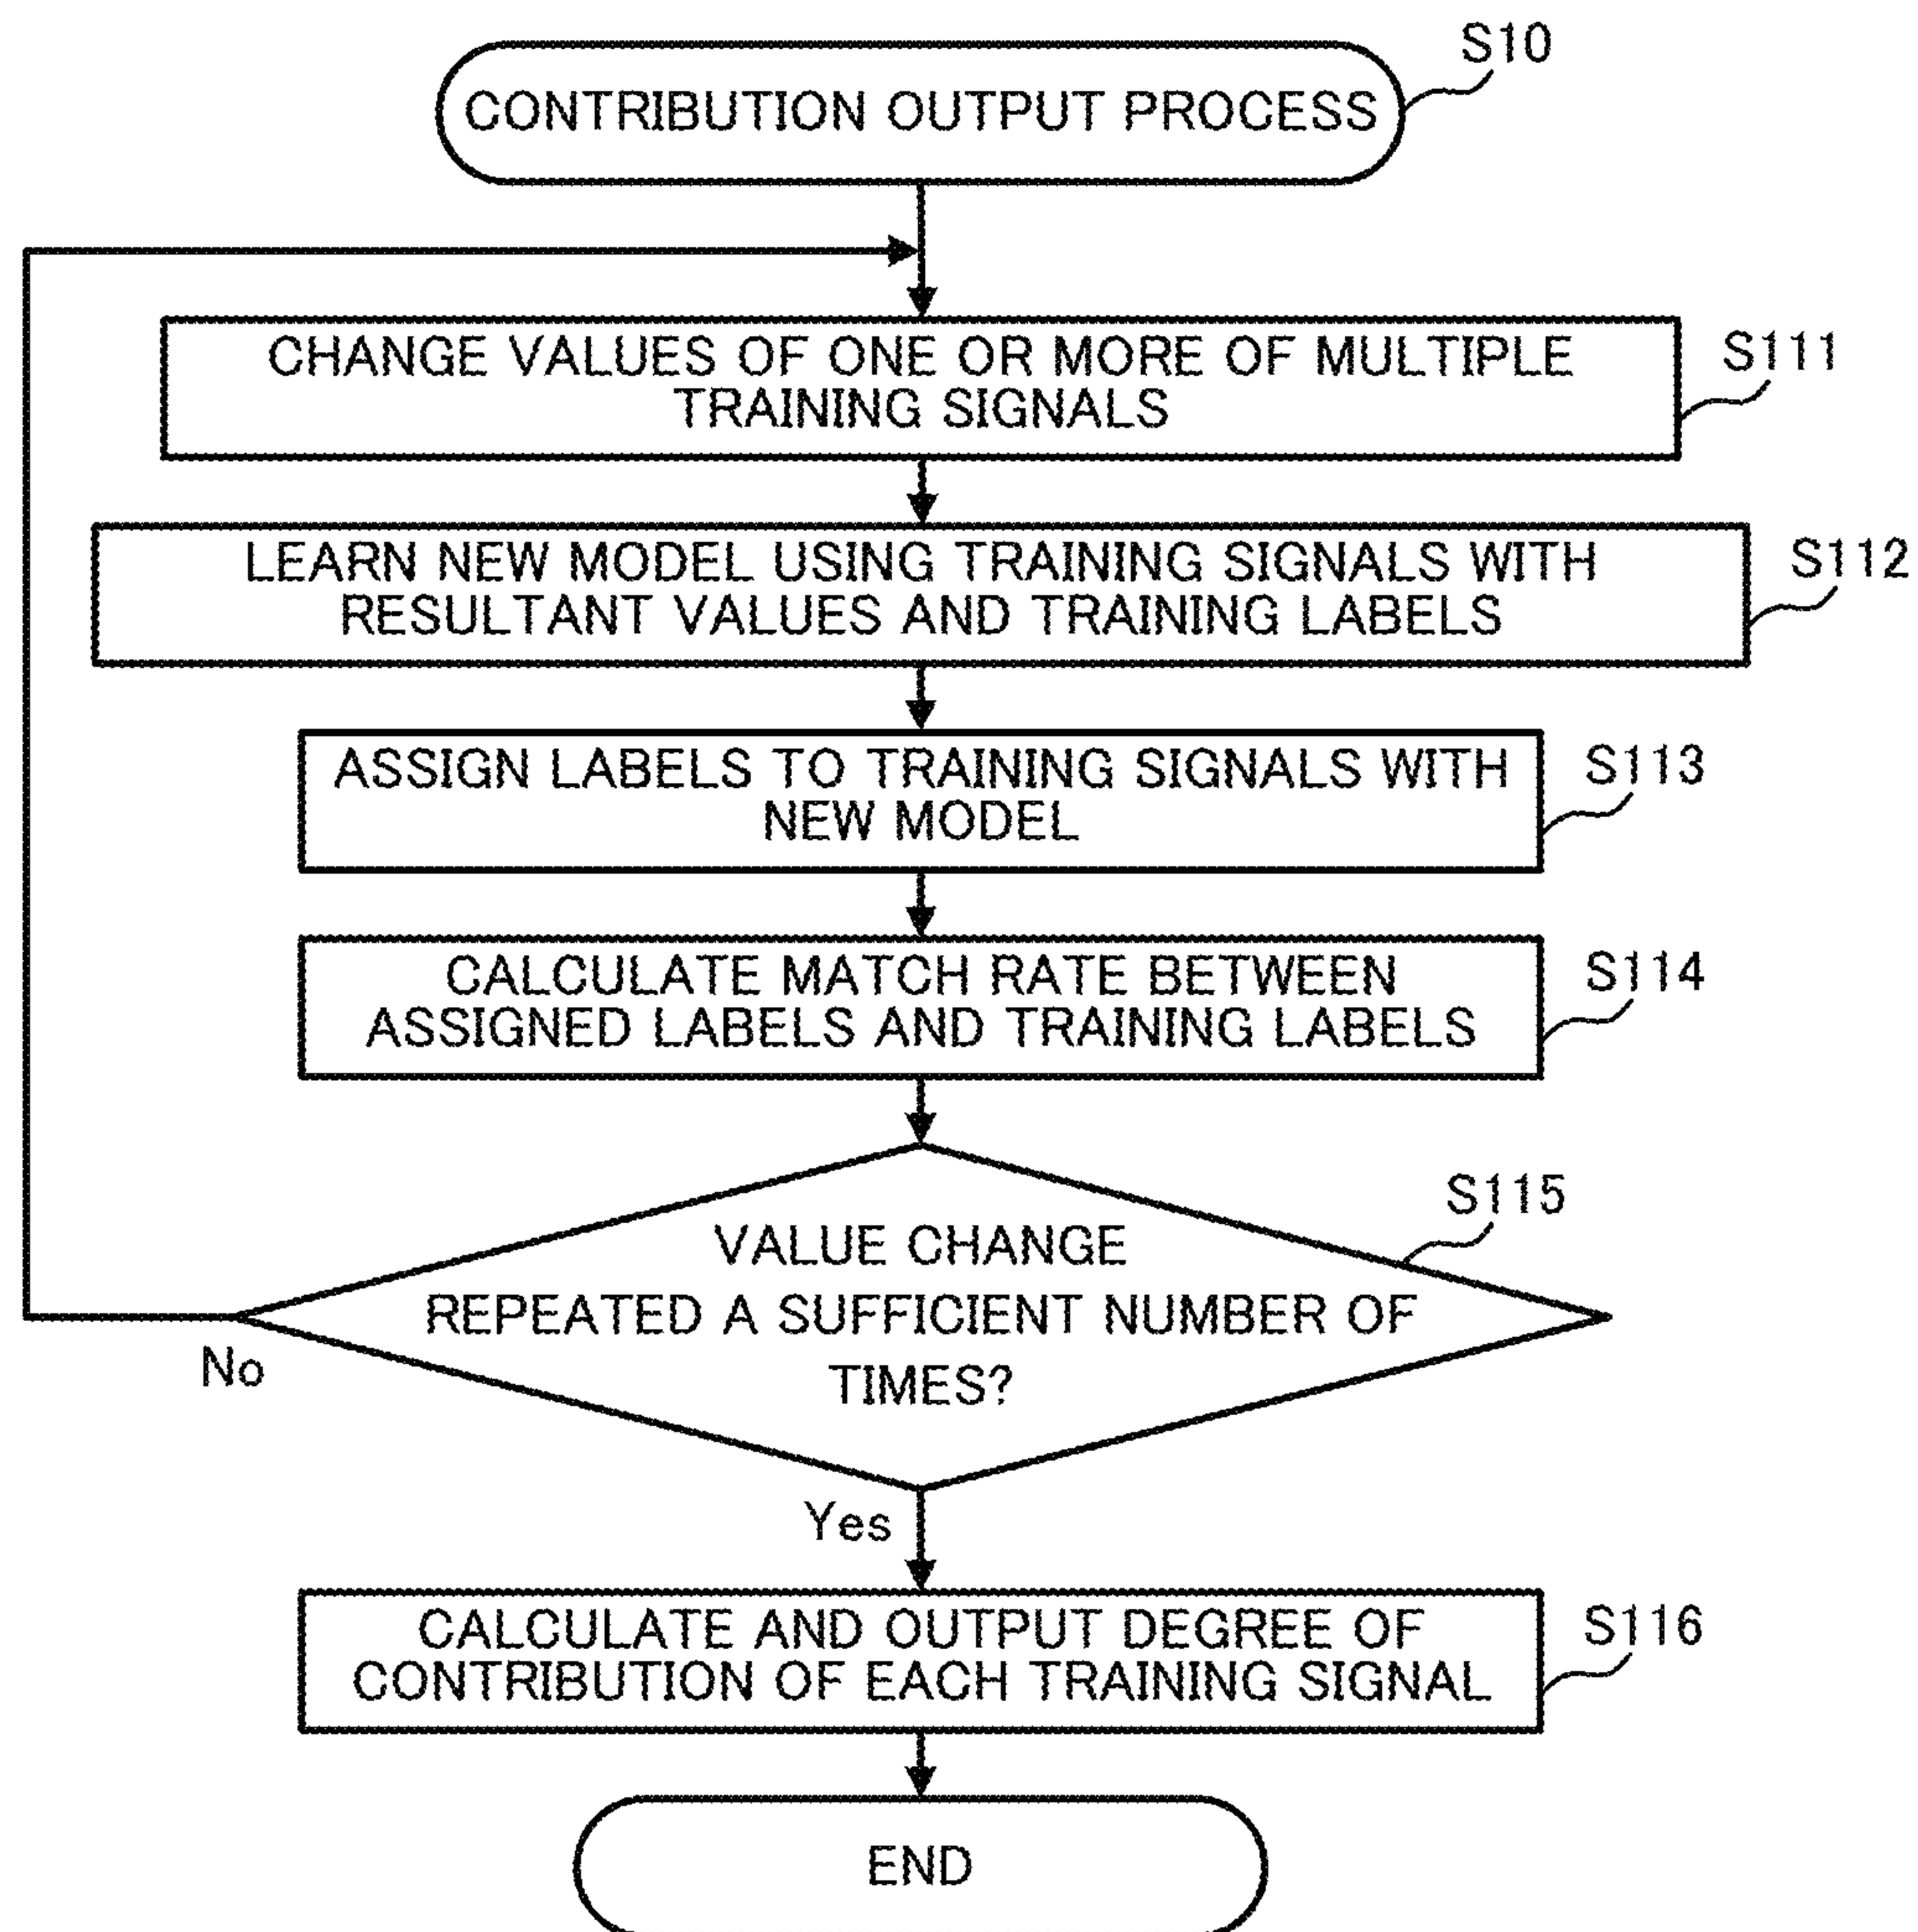 S10
CONTRIBUTION OUTPUT PROCESS
CHANGE VALUES OF ONE OR MORE OF MULTIPLE
TRAINING SIGNALS
S111
LEARN NEW MODEL USING TRAINING SIGNALS WITH
RESULTANT VALUES AND TRAINING LABELS
S112
ASSIGN LABELS TO TRAINING SIGNALS WITH
NEW MODEL
S113
CALCULATE MATCH RATE BETWEEN
ASSIGNED LABELS AND TRAINING LABELS
S114
S115
VALUE CHANGE
REPEATED A SUFFICIENT NUMBER OF
TIMES?
No
Yes
CALCULATE AND OUTPUT DEGREE OF
CONTRIBUTION OF EACH TRAINING SIGNAL
S116
END